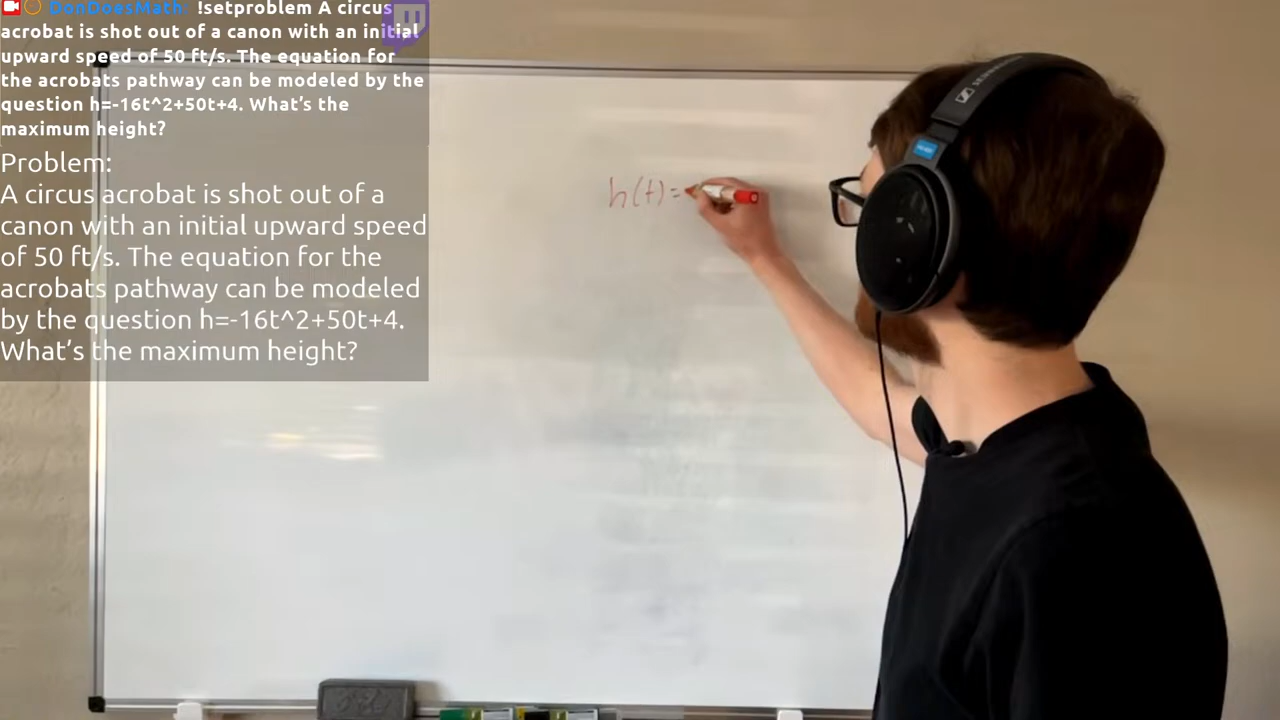 DonDoesMath: !setproblem A circus
acrobat is shot out of a canon with an initial
upward speed of 50 ft/s. The equation for
the acrobats pathway can be modeled by the
question h=-16t^2+50t+4. What's the
maximum height?
Problem:
A circus acrobat is shot out of a
canon with an initial upward speed
of 50 ft/s. The equation for the
acrobats pathway can be modeled
by the question h=-16t^2+50t+4.
What's the maximum height?
h(t)=
SENNHEISER